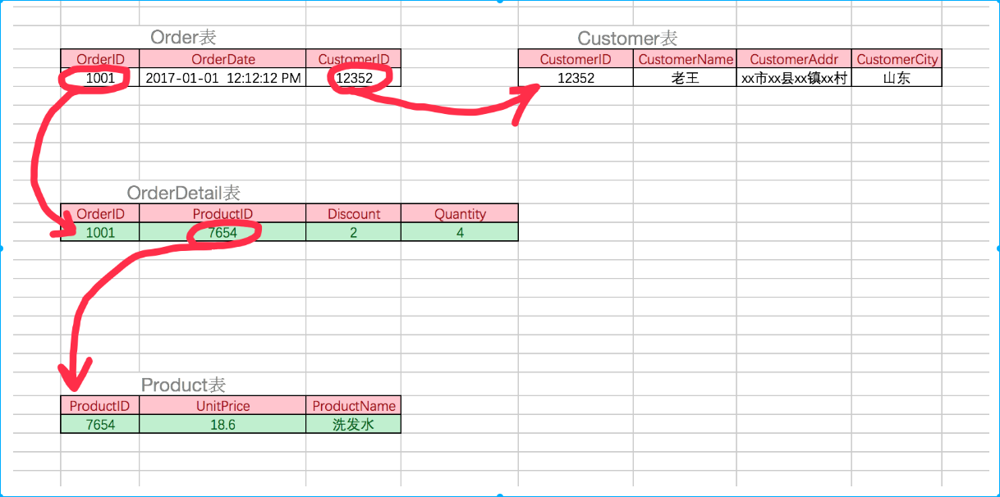 Order表 Customer表
OrderID OrderDate CustomerID CustomerID CustomerName CustomerAddr CustomerCity
1001 2017-01-01 12:12:12 PM 12352 12352 老王 xx市xx县xx镇xx村 山东
OrderDetail表
OrderID ProductID Discount Quantity
1001 7654 2 4
Product表
ProductID UnitPrice ProductName
7654 18.6 洗发水